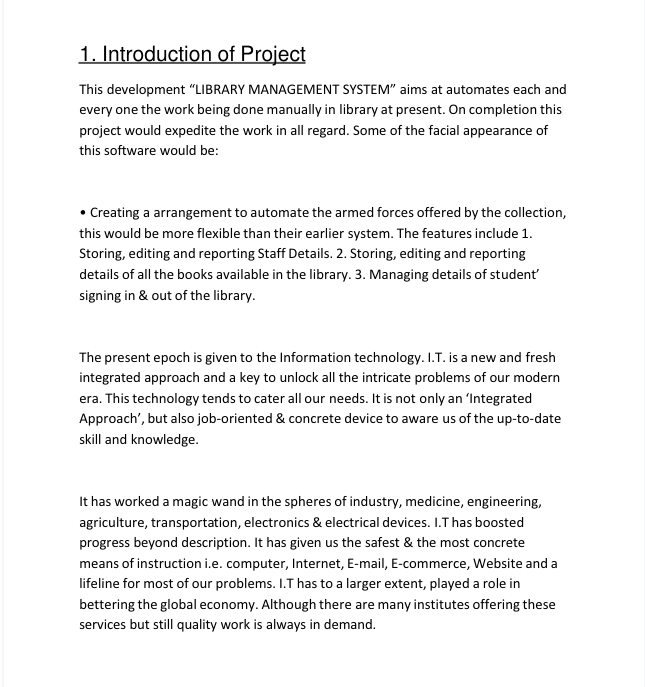 1. Introduction of Project
This development “LIBRARY MANAGEMENT SYSTEM” aims at automates each and
every one the work being done manually in library at present. On completion this
project would expedite the work in all regard. Some of the facial appearance of
this software would be:
• Creating a arrangement to automate the armed forces offered by the collection,
this would be more flexible than their earlier system. The features include 1.
Storing, editing and reporting Staff Details. 2. Storing, editing and reporting
details of all the books available in the library. 3. Managing details of student’
signing in & out of the library.
The present epoch is given to the Information technology. I.T. is a new and fresh
integrated approach and a key to unlock all the intricate problems of our modern
era. This technology tends to cater all our needs. It is not only an ‘Integrated
Approach’, but also job-oriented & concrete device to aware us of the up-to-date
skill and knowledge.
It has worked a magic wand in the spheres of industry, medicine, engineering,
agriculture, transportation, electronics & electrical devices. I.T has boosted
progress beyond description. It has given us the safest & the most concrete
means of instruction i.e. computer, Internet, E-mail, E-commerce, Website and a
lifeline for most of our problems. I.T has to a larger extent, played a role in
bettering the global economy. Although there are many institutes offering these
services but still quality work is always in demand.